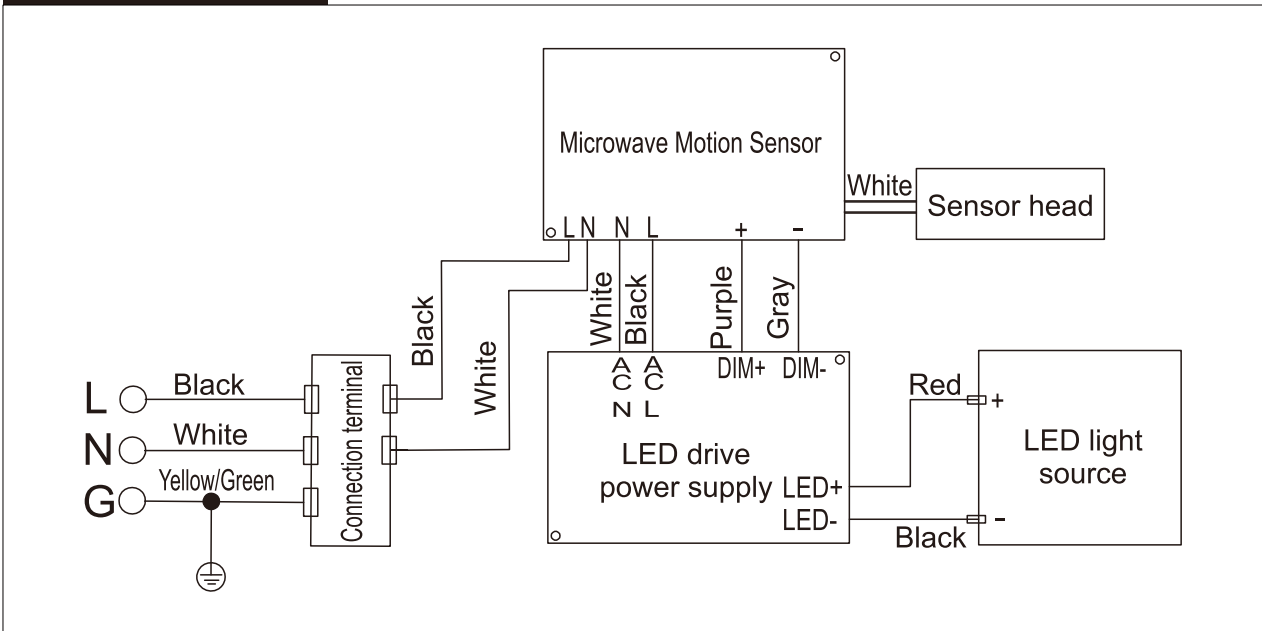 Microwave Motion Sensor
White
Sensor head
L N N L + -
Black
White
White
Black
Purple
Gray
L
Black
N
White
G
Yellow/Green
Connection terminal
AC N
AC L
DIM+ DIM-
LED drive
power supply
LED+
LED-
Red
Black
+
-
LED light
source